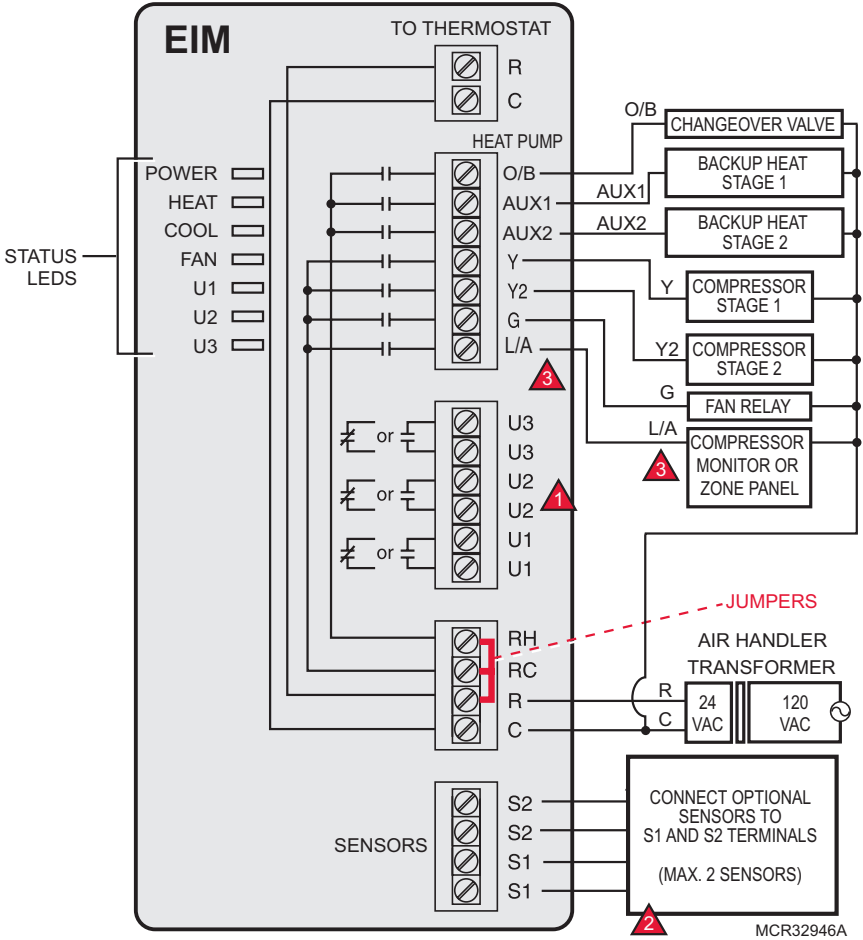 EIM
TO THERMOSTAT
R
C
HEAT PUMP
O/B
AUX1
AUX2
Y
Y2
G
L/A
3
STATUS
LEDS
POWER
HEAT
COOL
FAN
U1
U2
U3
O/B
CHANGEOVER VALVE
AUX1
BACKUP HEAT
STAGE 1
AUX2
BACKUP HEAT
STAGE 2
Y
COMPRESSOR
STAGE 1
Y2
COMPRESSOR
STAGE 2
G
FAN RELAY
L/A
3
COMPRESSOR
MONITOR OR
ZONE PANEL
or
or
or
U3
U3
U2
U2
U1
U1
1
JUMPERS
RH
RC
R
C
AIR HANDLER
TRANSFORMER
R
C
24
VAC
120
VAC
SENSORS
S2
S2
S1
S1
CONNECT OPTIONAL
SENSORS TO
S1 AND S2 TERMINALS
(MAX. 2 SENSORS)
2
MCR32946A